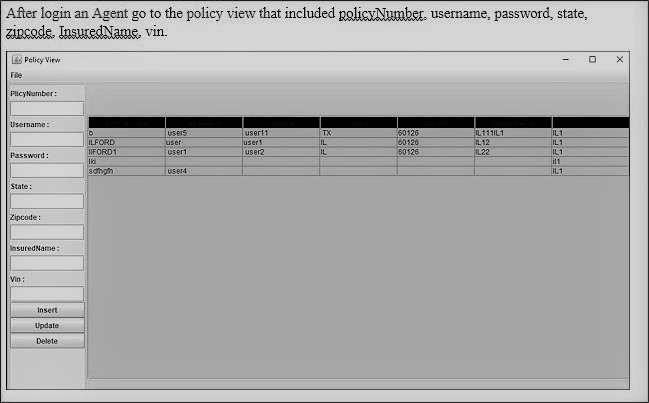 After login an Agent go to the policy view that included policyNumber, username, password, state,
zipcode, InsuredName, vin.
Policy View
File
PlicyNumber :
Username :
b user5 user11 TX 60126 IL111IL1 IL1
ILFORD user user1 IL 60126 IL12 IL1
Password :
IlFORD1 user1 user2 IL 60126 IL22 IL1
lki il1
sdfhgfh user4 IL1
State :
Zipcode :
InsuredName :
Vin :
Insert
Update
Delete